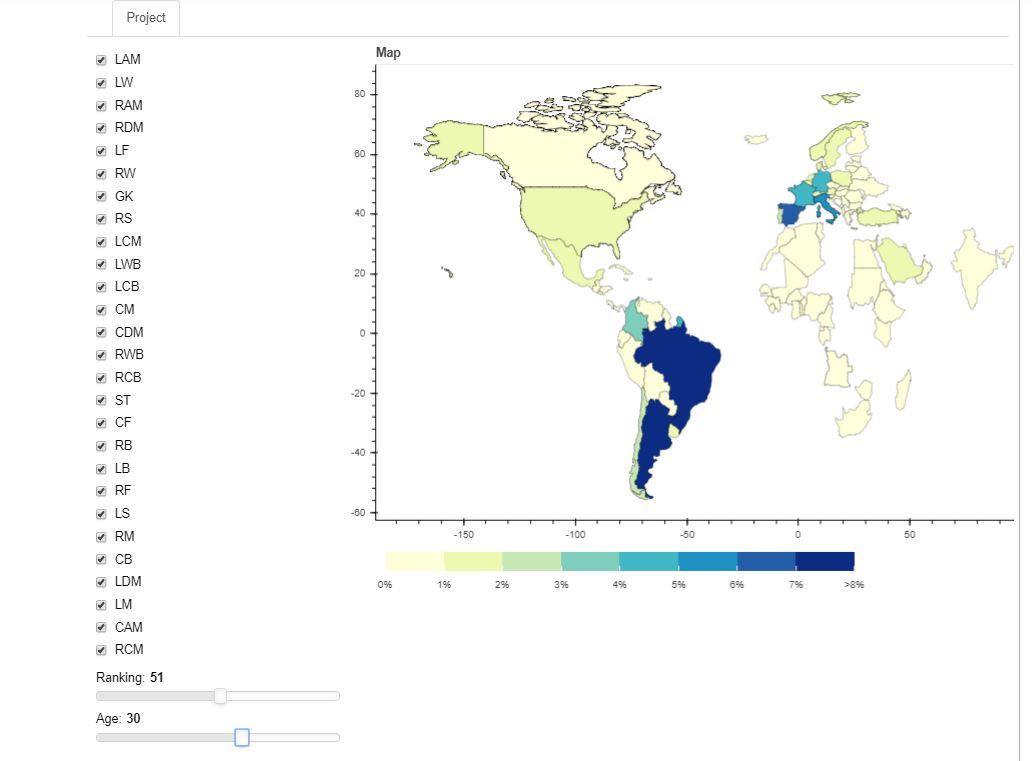 Project
LAM
LW
RAM
RDM
LF
RW
GK
RS
LCM
LWB
LCB
CM
CDM
RWB
RCB
ST
CF
RB
LB
RF
LS
RM
CB
LDM
LM
CAM
RCM
Ranking: 51
Age: 30
Map
80
60
40
20
0
-20
-40
-60
-150 -100 -50 0 50
0% 1% 2% 3% 4% 5% 6% 7% >8%